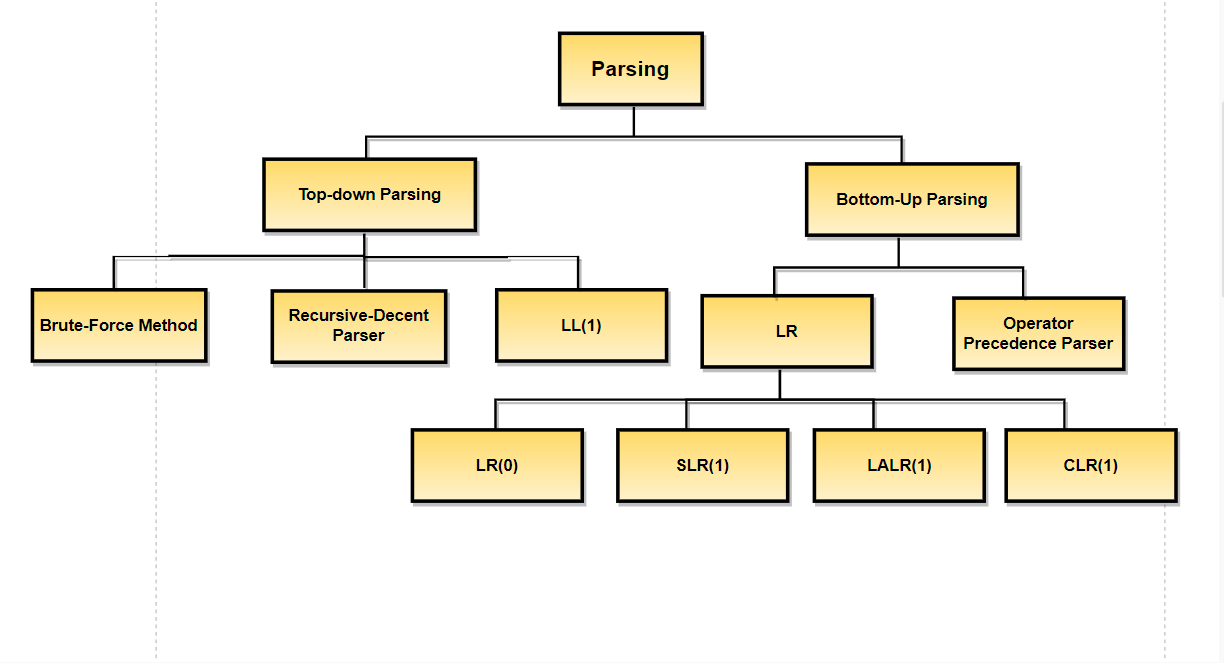 Parsing
Top-down Parsing
Bottom-Up Parsing
Brute-Force Method
Recursive-Decent
Parser
LL(1)
LR
Operator
Precedence Parser
LR(0)
SLR(1)
LALR(1)
CLR(1)